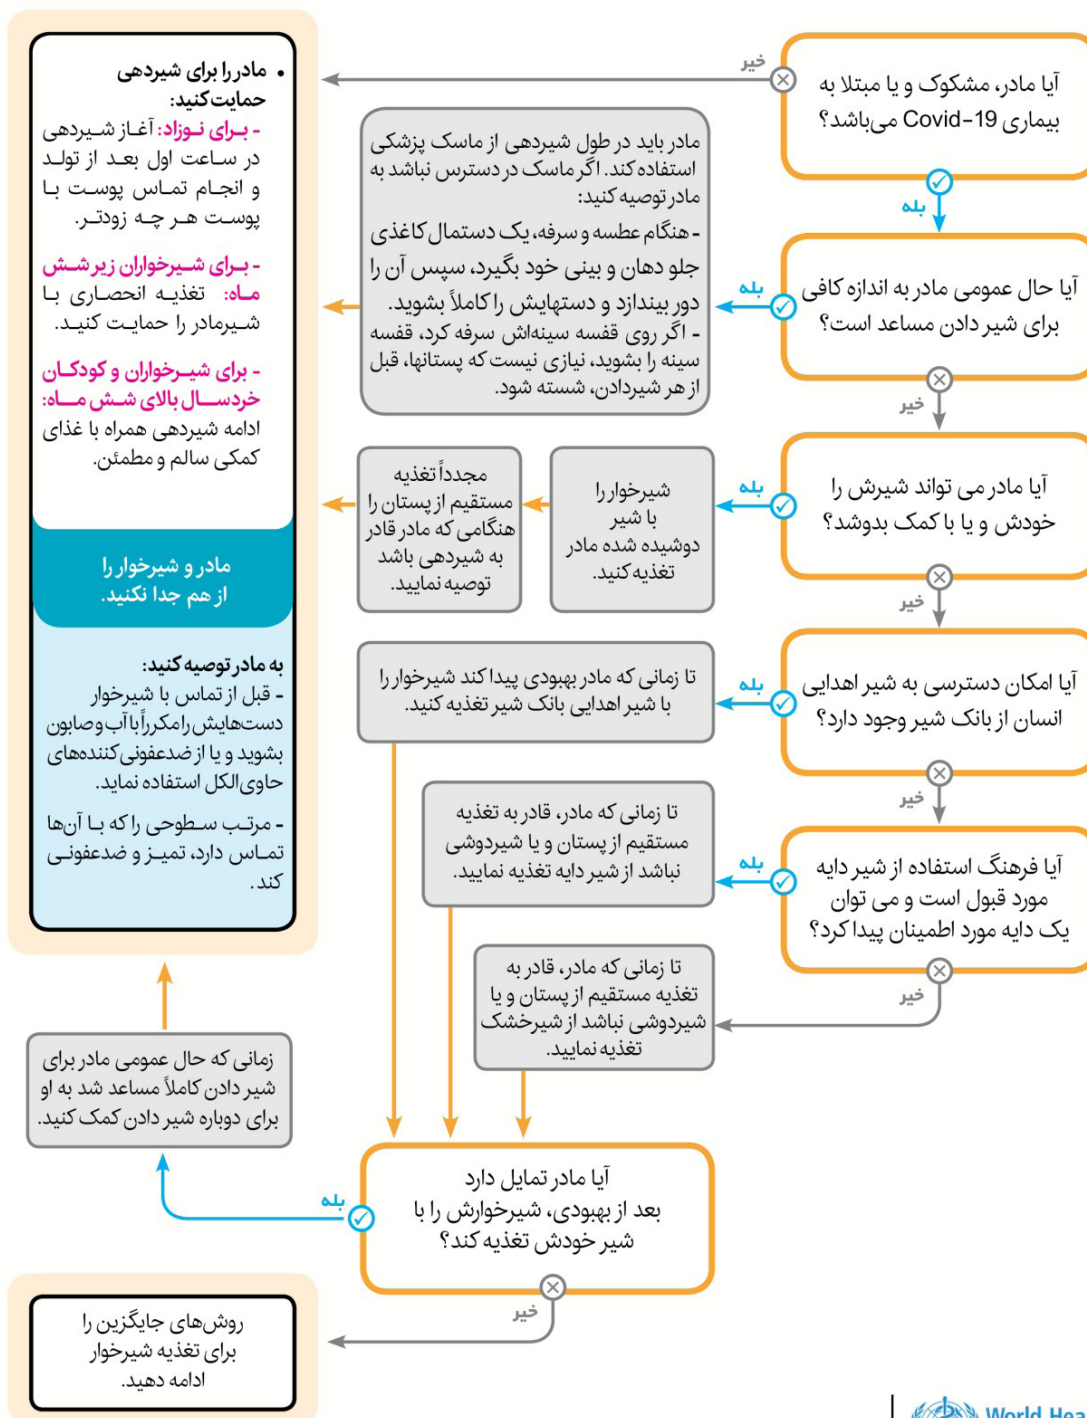 آیا مادر، مشکوک و یا مبتلا به
بیماری Covid-19 می‌باشد؟
خیر
بله
آیا حال عمومی مادر به اندازه کافی
برای شیر دادن مساعد است؟
بله
خیر
مادر باید در طول شیردهی از ماسک پزشکی
استفاده کند. اگر ماسک در دسترس نباشد به
مادر توصیه کنید:
- هنگام عطسه و سرفه، یک دستمال کاغذی
جلو دهان و بینی خود بگیرد، سپس آن را
دور بیندازد و دستهایش را کاملاً بشوید.
- اگر روی قفسه سینه‌اش سرفه کرد، قفسه
سینه را بشوید، نیازی نیست که پستانها، قبل
از هر شیردادن، شسته شود.
آیا مادر می تواند شیرش را
خودش و یا با کمک بدوشد؟
بله
خیر
شیرخوار را
با شیر
دوشیده شده مادر
تغذیه کنید.
مجدداً تغذیه
مستقیم از پستان را
هنگامی که مادر قادر
به شیردهی باشد
توصیه نمایید.
آیا امکان دسترسی به شیر اهدایی
انسان از بانک شیر وجود دارد؟
بله
خیر
تا زمانی که مادر بهبودی پیدا کند شیرخوار را
با شیر اهدایی بانک شیر تغذیه کنید.
آیا فرهنگ استفاده از شیر دایه
مورد قبول است و می توان
یک دایه مورد اطمینان پیدا کرد؟
بله
خیر
تا زمانی که مادر، قادر به تغذیه
مستقیم از پستان و یا شیردوشی
نباشد از شیر دایه تغذیه نمایید.
تا زمانی که مادر، قادر به
تغذیه مستقیم از پستان و یا
شیردوشی نباشد از شیرخشک
تغذیه نمایید.
آیا مادر تمایل دارد
بعد از بهبودی، شیرخوارش را با
شیر خودش تغذیه کند؟
بله
خیر
زمانی که حال عمومی مادر برای
شیر دادن کاملاً مساعد شد به او
برای دوباره شیر دادن کمک کنید.
• مادر را برای شیردهی
حمایت کنید:
- برای نوزاد: آغاز شیردهی
در ساعت اول بعد از تولد
و انجام تماس پوست با
پوست هر چه زودتر.
- برای شیرخواران زیر شش
ماه: تغذیه انحصاری با
شیرمادر را حمایت کنید.
- برای شیرخواران و کودکان
خردسال بالای شش ماه:
ادامه شیردهی همراه با غذای
کمکی سالم و مطمئن.
مادر و شیرخوار را
از هم جدا نکنید.
به مادر توصیه کنید:
- قبل از تماس با شیرخوار
دست‌هایش را مکرراً با آب و صابون
بشوید و یا از ضدعفونی‌کننده‌های
حاوی الکل استفاده نماید.
- مرتب سطوحی را که با آن‌ها
تماس دارد، تمیز و ضدعفونی
کند.
روش‌های جایگزین را
برای تغذیه شیرخوار
ادامه دهید.
World Hea